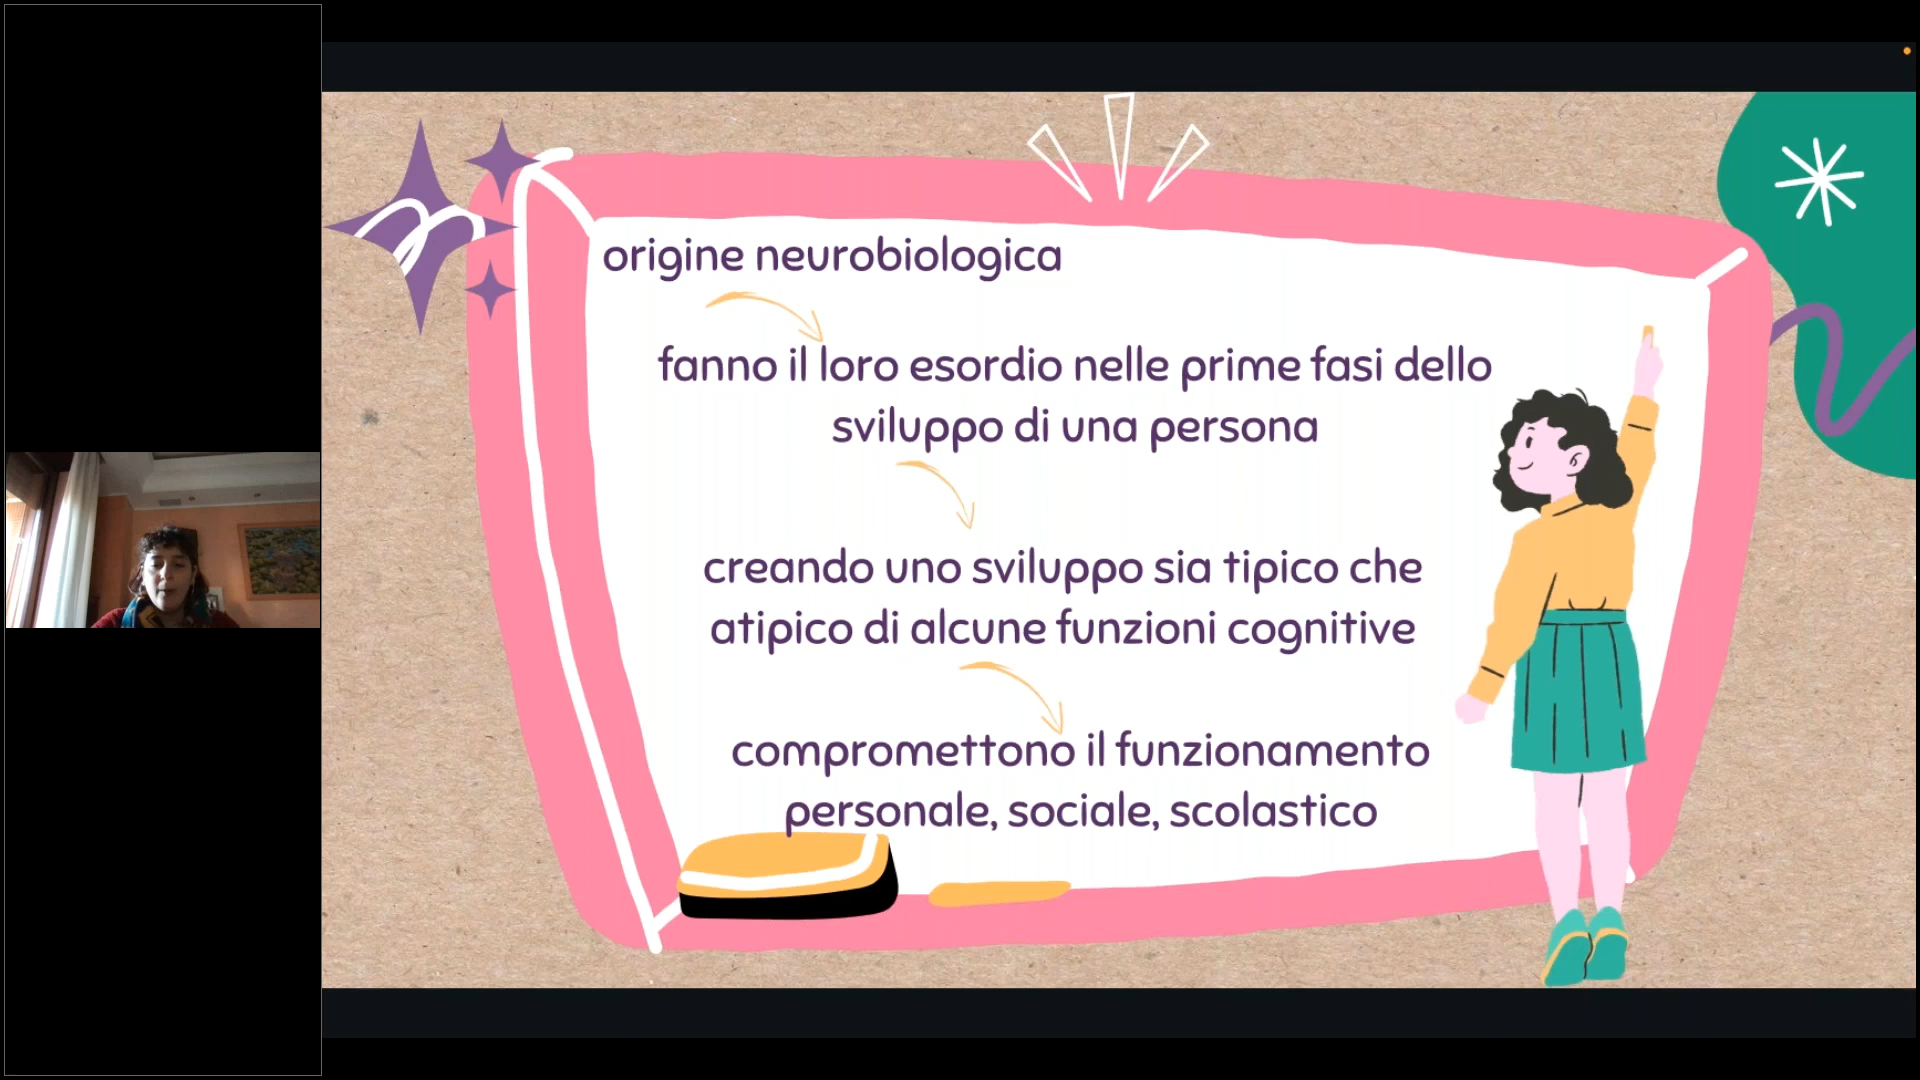 origine neurobiologica
fanno il loro esordio nelle prime fasi dello
sviluppo di una persona
creando uno sviluppo sia tipico che
atipico di alcune funzioni cognitive
compromettono il funzionamento
personale, sociale, scolastico